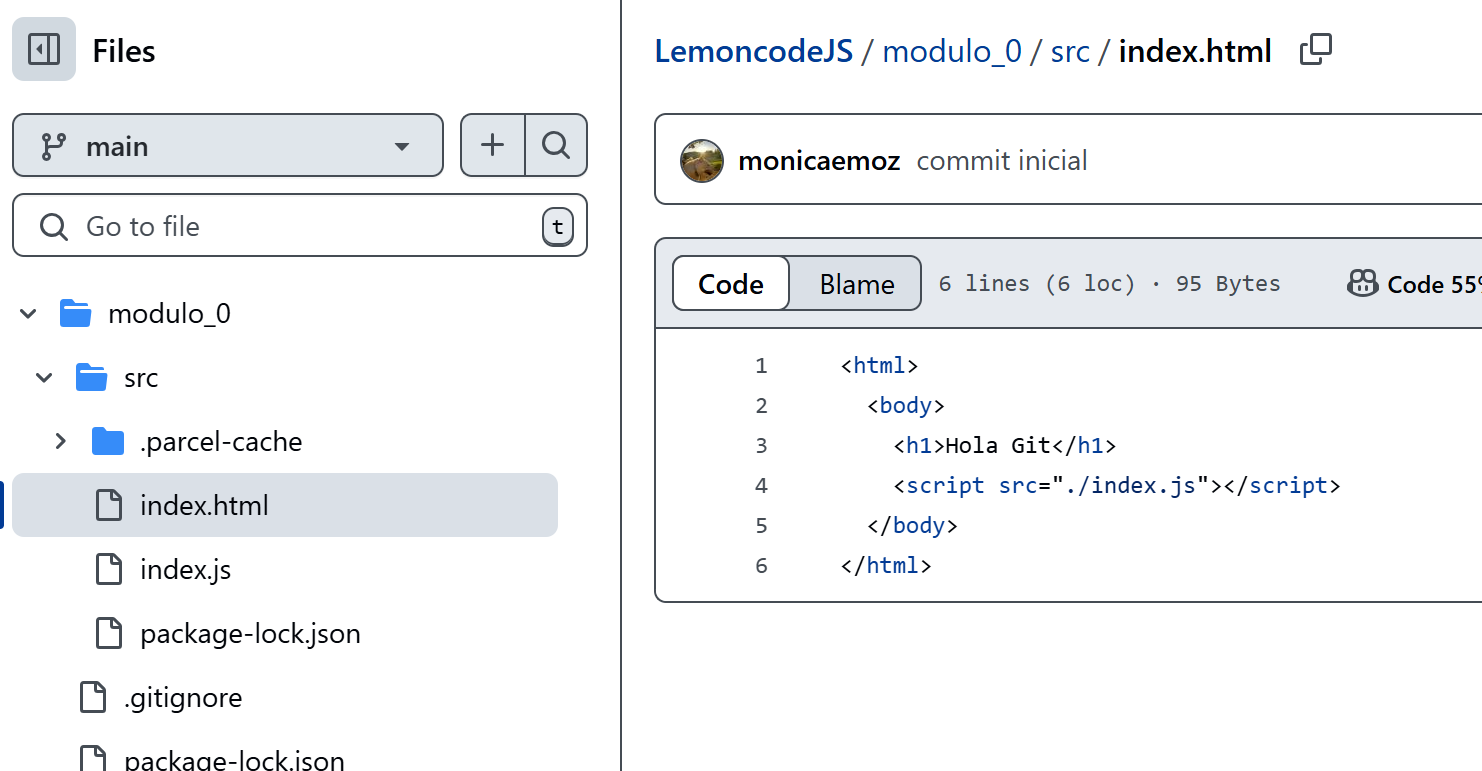 Files
main
Go to file
t
modulo_0
src
.parcel-cache
index.html
index.js
package-lock.json
.gitignore
package-lock.json
LemoncodeJS / modulo_0 / src / index.html
monicaemoz commit inicial
Code Blame 6 lines (6 loc) · 95 Bytes Code 55%
1 <html>
2 <body>
3 <h1>Hola Git</h1>
4 <script src="./index.js"></script>
5 </body>
6 </html>